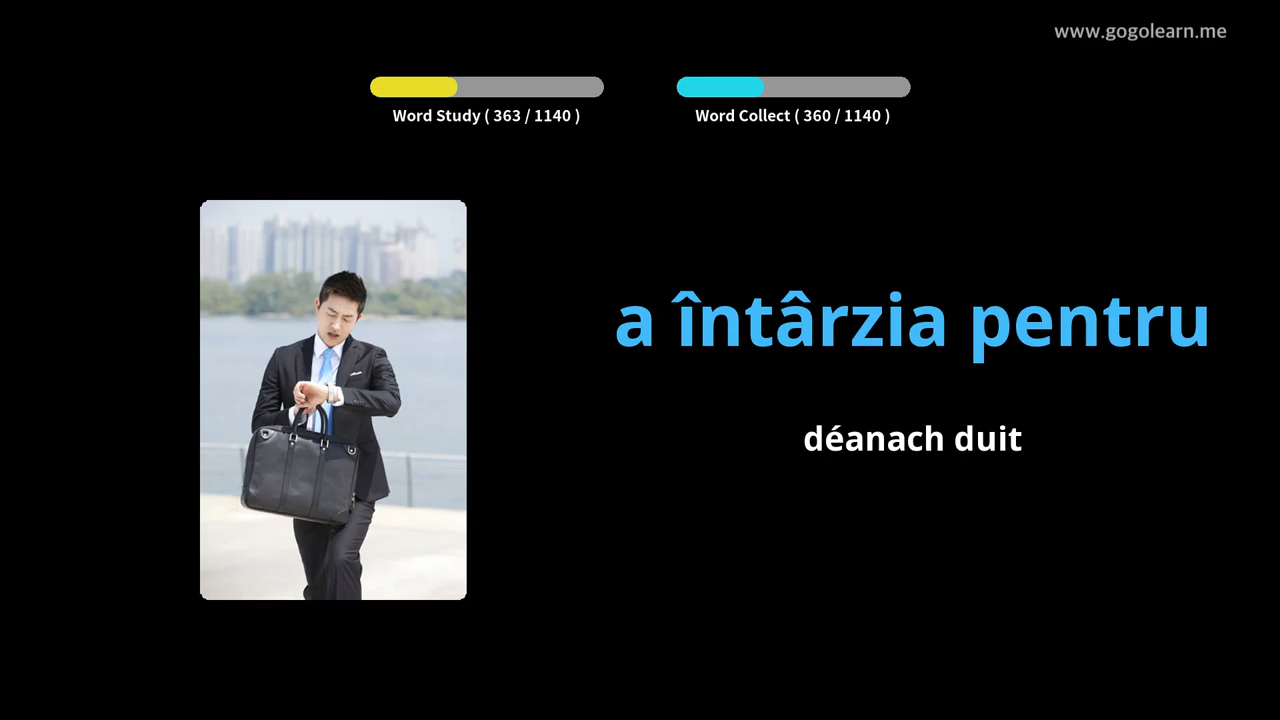 www.gogolearn.me
Word Study ( 363 / 1140 )
Word Collect ( 360 / 1140 )
a întârzia pentru
déanach duit